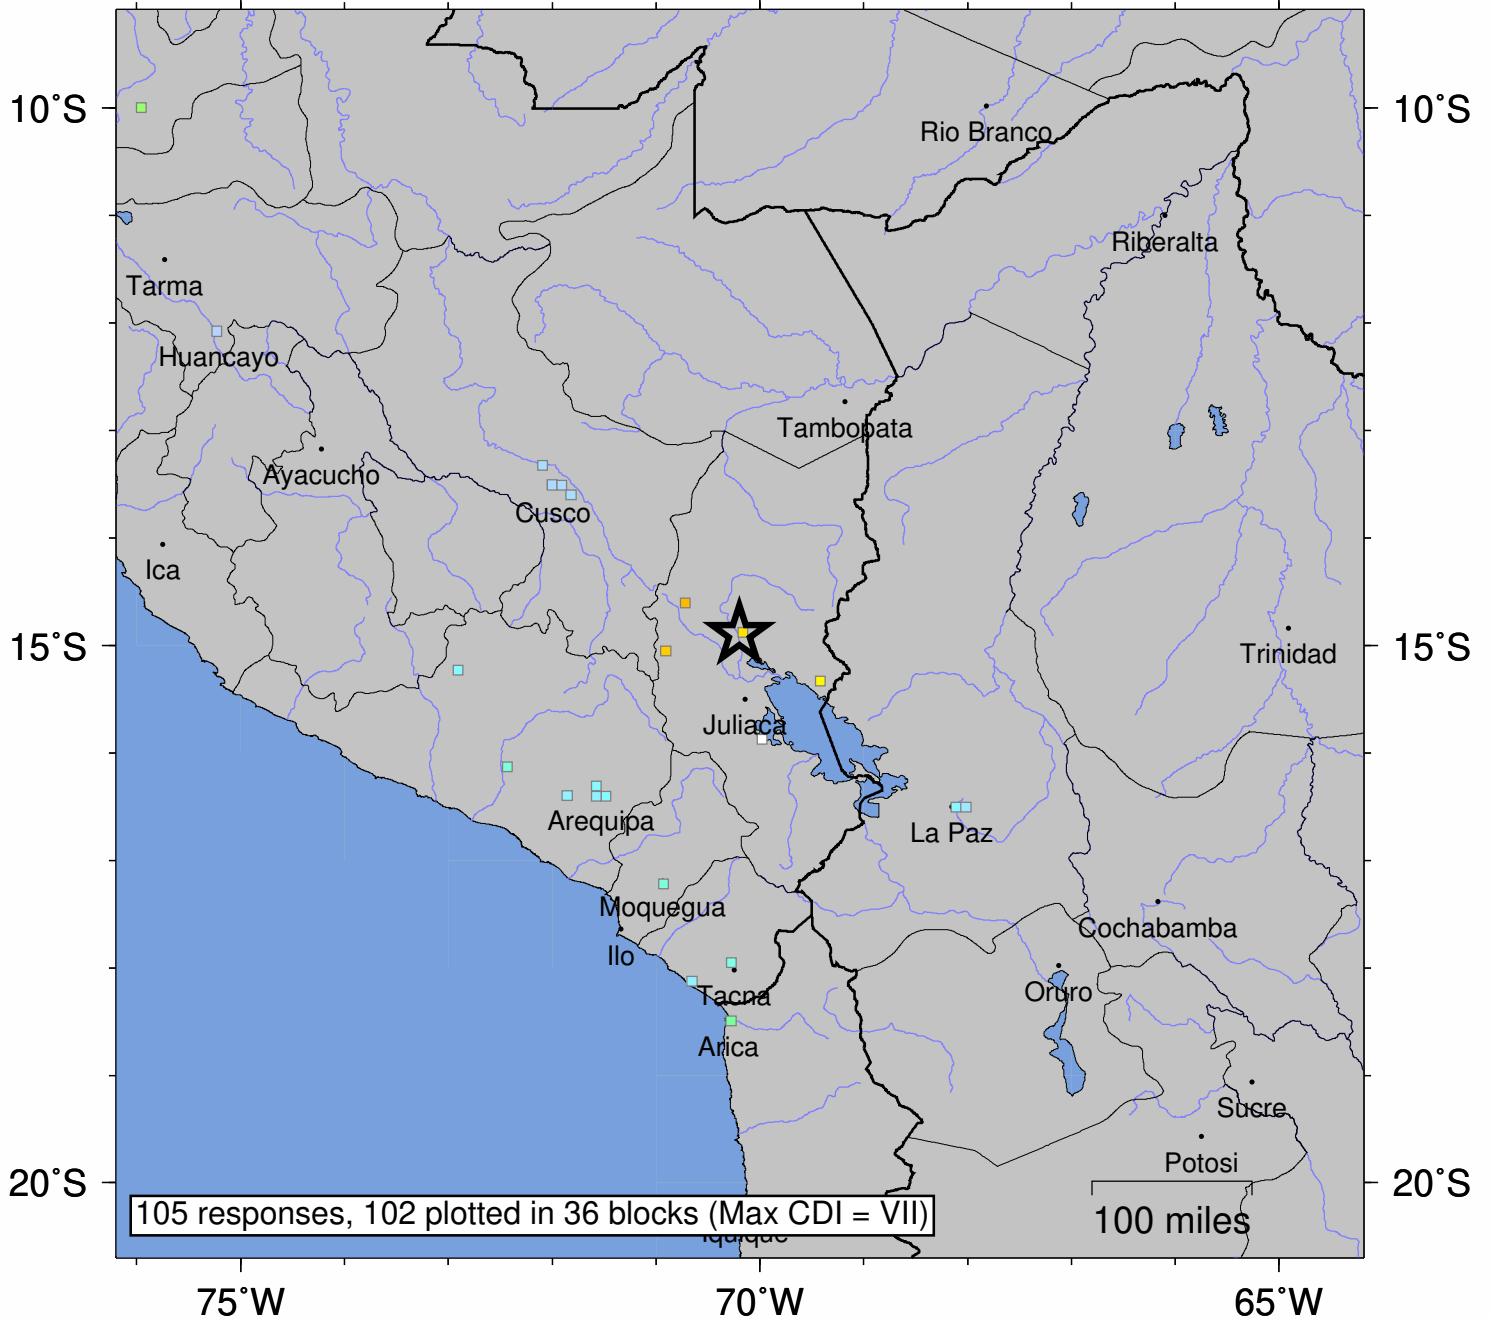 10°S
10°S
Rio Branco
Riberalta
Tarma
Huancayo
Tambopata
Ayacucho
Cusco
Ica
15°S
15°S
Trinidad
Juliaca
Arequipa
La Paz
Moquegua
Cochabamba
Ilo
Tacna
Oruro
Arica
Sucre
Potosi
20°S
20°S
105 responses, 102 plotted in 36 blocks (Max CDI = VII)
100 miles
Iquique
75°W
70°W
65°W